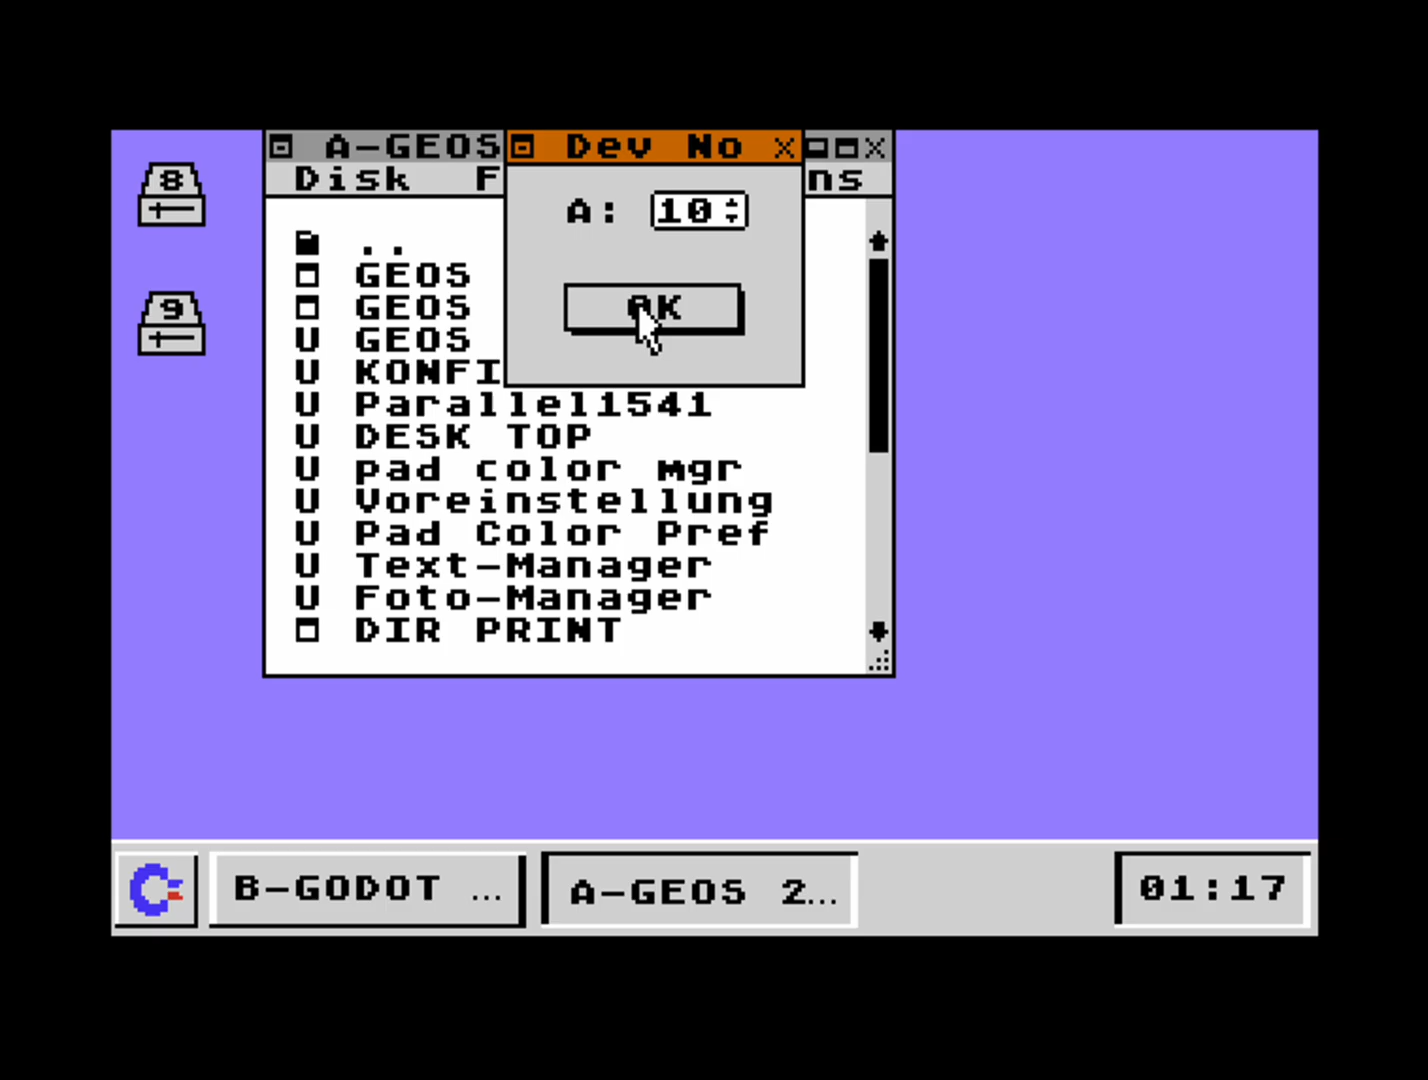 8
9
A-GEOS
Dev No X
X
Disk F
ns
A: 10
OK
..
GEOS
GEOS
U GEOS
U KONFI
U Parallel1541
U DESK TOP
U pad color mgr
U Voreinstellung
U Pad Color Pref
U Text-Manager
U Foto-Manager
DIR PRINT
B-GODOT ...
A-GEOS 2...
01:17